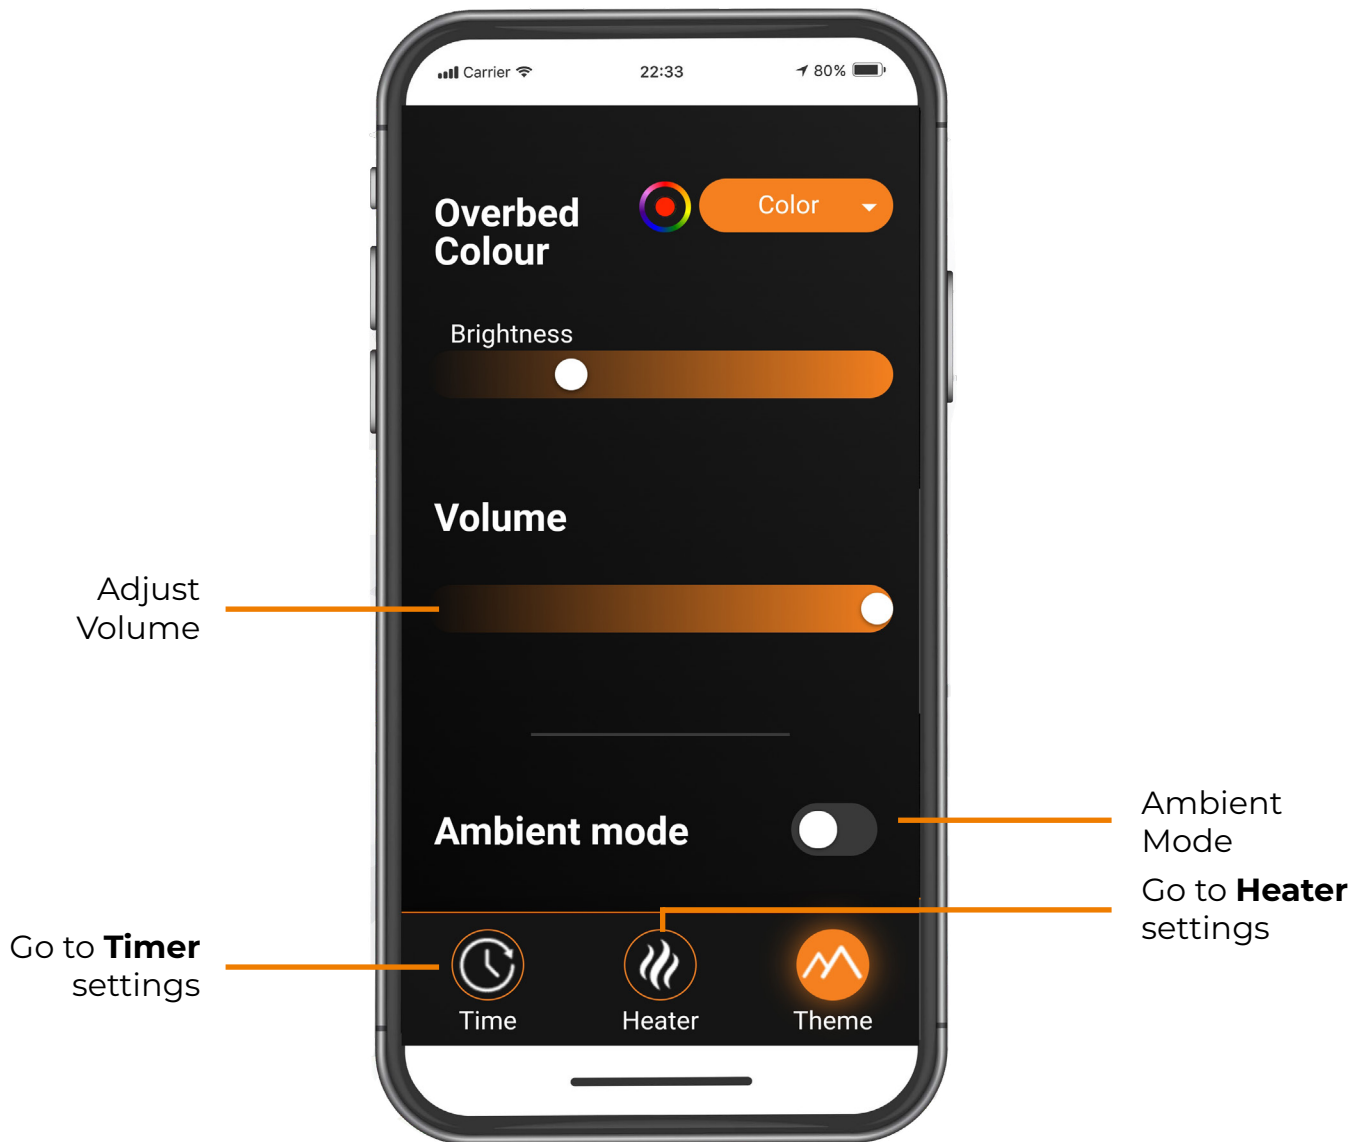 Carrier 22:33 80%
Overbed
Colour
Color
Brightness
Volume
Adjust
Volume
Ambient mode
Ambient
Mode
Go to Heater
settings
Go to Timer
settings
Time Heater Theme